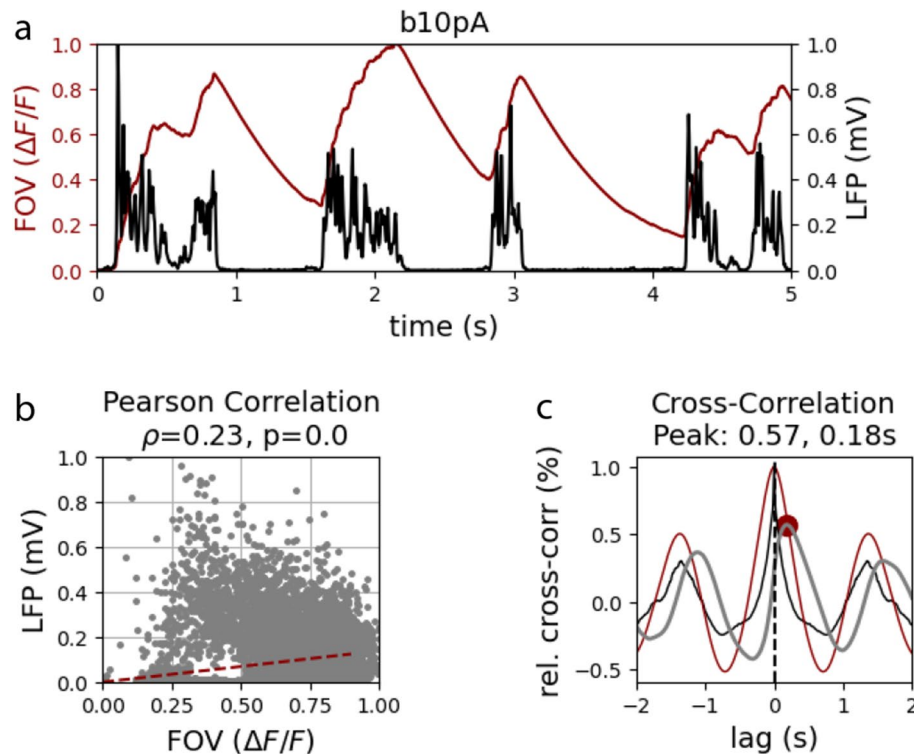 a
b10pA
FOV (ΔF/F)
1.0
0.8
0.6
0.4
0.2
0.0
1.0
0.8
0.6
0.4
0.2
0.0
LFP (mV)
0 1 2 3 4 5
time (s)
b
Pearson Correlation
ρ=0.23, p=0.0
LFP (mV)
1.0
0.8
0.6
0.4
0.2
0.0
0.00 0.25 0.50 0.75 1.00
FOV (ΔF/F)
c
Cross-Correlation
Peak: 0.57, 0.18s
rel. cross-corr (%)
1.0
0.5
0.0
−0.5
−2 −1 0 1 2
lag (s)